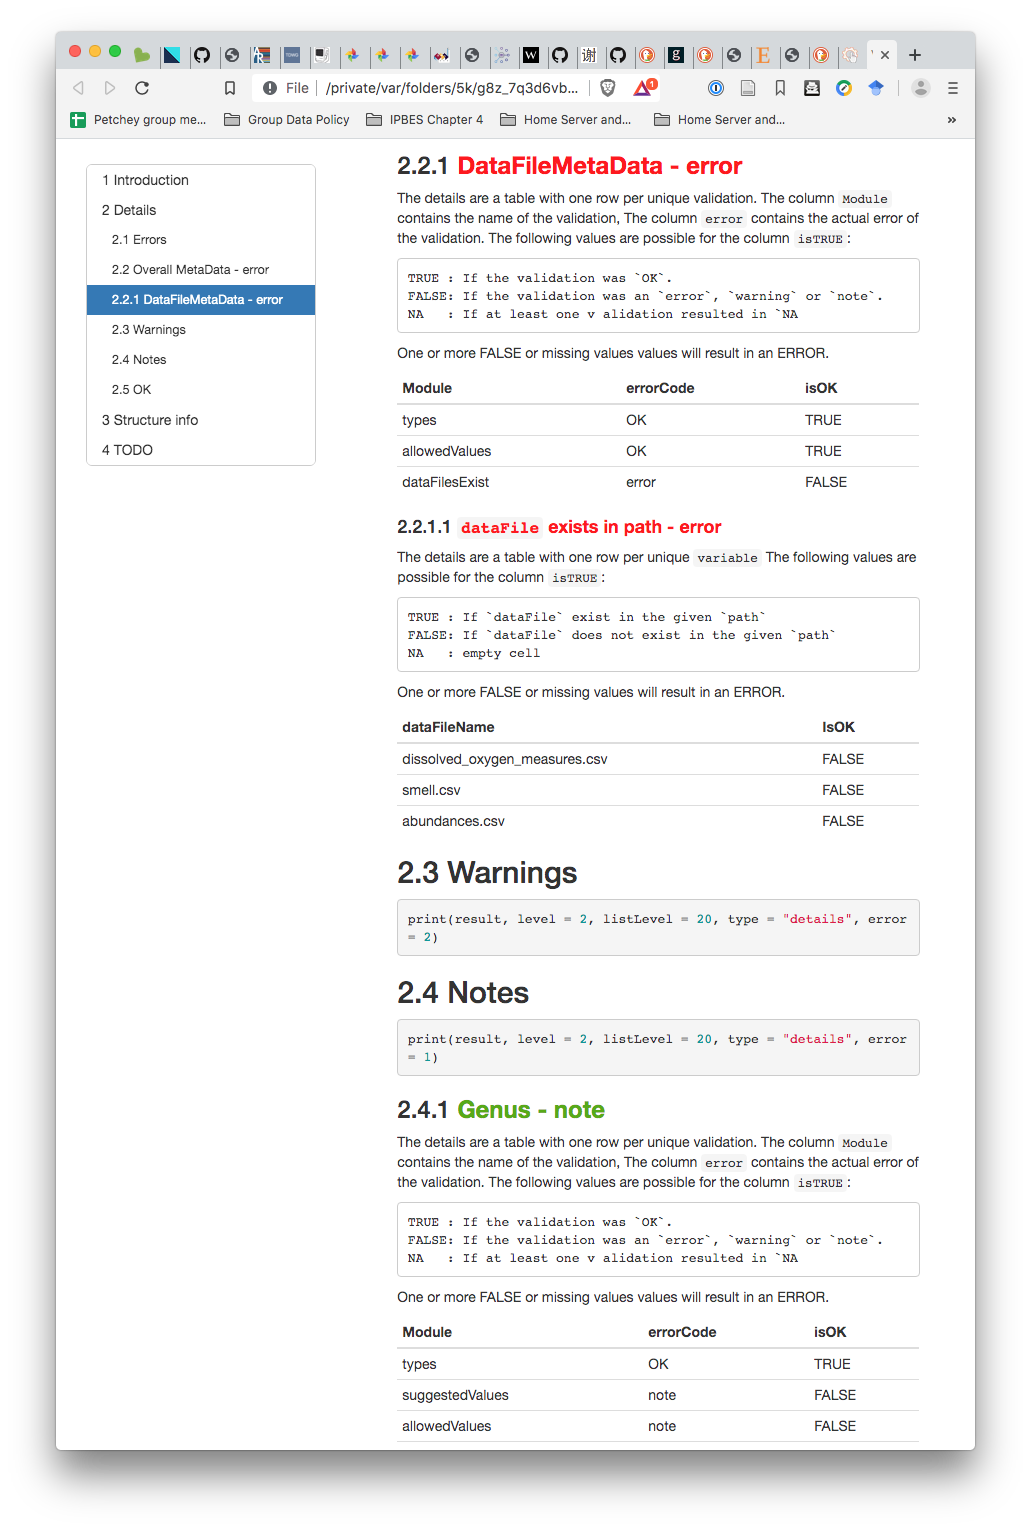 File
/private/var/folders/5k/g8z_7q3d6vb...
1
Petchey group me...
Group Data Policy
IPBES Chapter 4
Home Server and...
Home Server and...
1 Introduction
2 Details
2.1 Errors
2.2 Overall MetaData - error
2.2.1 DataFileMetaData - error
2.3 Warnings
2.4 Notes
2.5 OK
3 Structure info
4 TODO
2.2.1 DataFileMetaData - error
The details are a table with one row per unique validation. The column Module
contains the name of the validation, The column error contains the actual error of
the validation. The following values are possible for the column isTRUE:
TRUE : If the validation was `OK`.
FALSE: If the validation was an `error`, `warning` or `note`.
NA   : If at least one v alidation resulted in `NA
One or more FALSE or missing values values will result in an ERROR.
Module errorCode isOK
types OK TRUE
allowedValues OK TRUE
dataFilesExist error FALSE
2.2.1.1 dataFile exists in path - error
The details are a table with one row per unique variable The following values are
possible for the column isTRUE:
TRUE : If `dataFile` exist in the given `path`
FALSE: If `dataFile` does not exist in the given `path`
NA   : empty cell
One or more FALSE or missing values will result in an ERROR.
dataFileName IsOK
dissolved_oxygen_measures.csv FALSE
smell.csv FALSE
abundances.csv FALSE
2.3 Warnings
print(result, level = 2, listLevel = 20, type = "details", error
= 2)
2.4 Notes
print(result, level = 2, listLevel = 20, type = "details", error
= 1)
2.4.1 Genus - note
The details are a table with one row per unique validation. The column Module
contains the name of the validation, The column error contains the actual error of
the validation. The following values are possible for the column isTRUE:
TRUE : If the validation was `OK`.
FALSE: If the validation was an `error`, `warning` or `note`.
NA   : If at least one v alidation resulted in `NA
One or more FALSE or missing values values will result in an ERROR.
Module errorCode isOK
types OK TRUE
suggestedValues note FALSE
allowedValues note FALSE